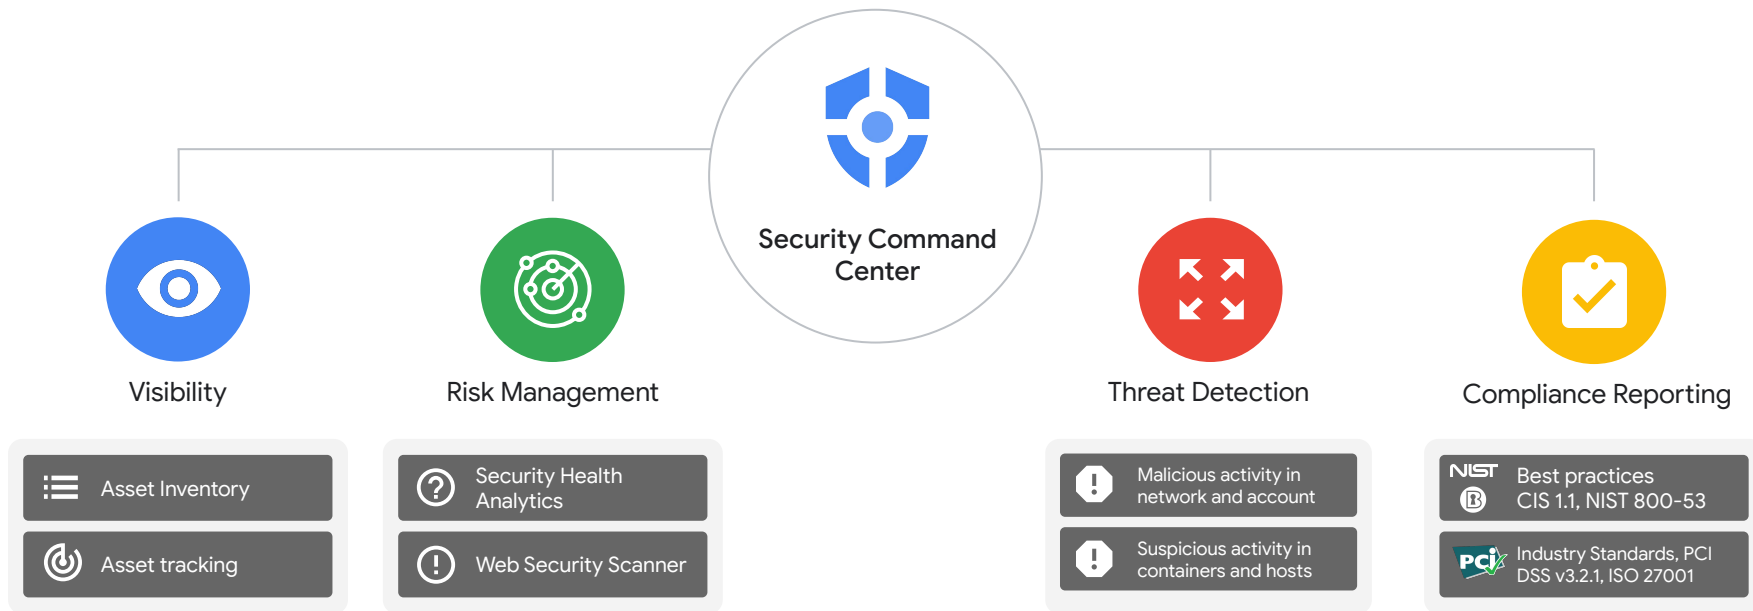 Security Command
Center
Visibility
Risk Management
Threat Detection
Compliance Reporting
Asset Inventory
Asset tracking
Security Health
Analytics
Web Security Scanner
Malicious activity in
network and account
Suspicious activity in
containers and hosts
NIST
B
Best practices
CIS 1.1, NIST 800-53
PCi
Industry Standards, PCI
DSS v3.2.1, ISO 27001